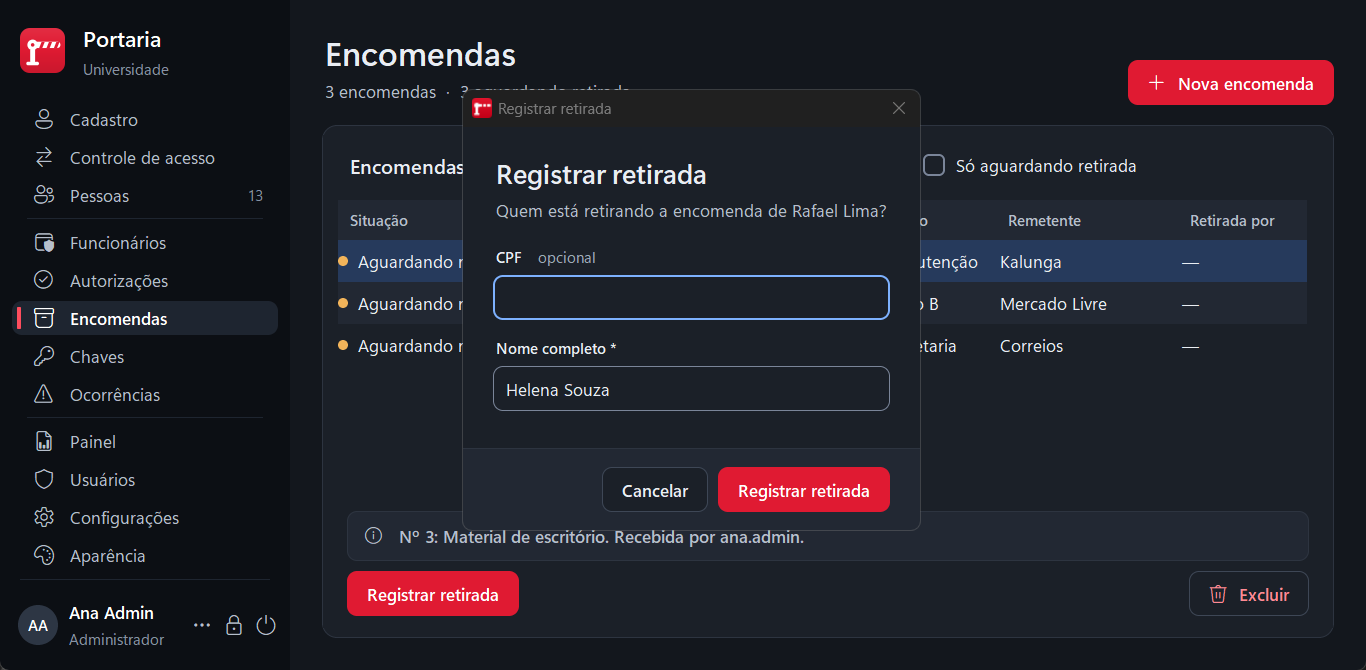 Portaria
Universidade
Cadastro
Controle de acesso
Pessoas 13
Funcionários
Autorizações
Encomendas
Chaves
Ocorrências
Painel
Usuários
Configurações
Aparência
AA
Ana Admin
Administrador
Encomendas
3 encomendas · 3 aguardando retirada
+ Nova encomenda
Encomendas
Só aguardando retirada
Situação
Remetente
Retirada por
Aguardando
Kalunga
—
Aguardando
B
Mercado Livre
—
Aguardando
Correios
—
Registrar retirada
Registrar retirada
Quem está retirando a encomenda de Rafael Lima?
CPF opcional
Nome completo *
Helena Souza
Cancelar
Registrar retirada
Nº 3: Material de escritório. Recebida por ana.admin.
Registrar retirada
Excluir